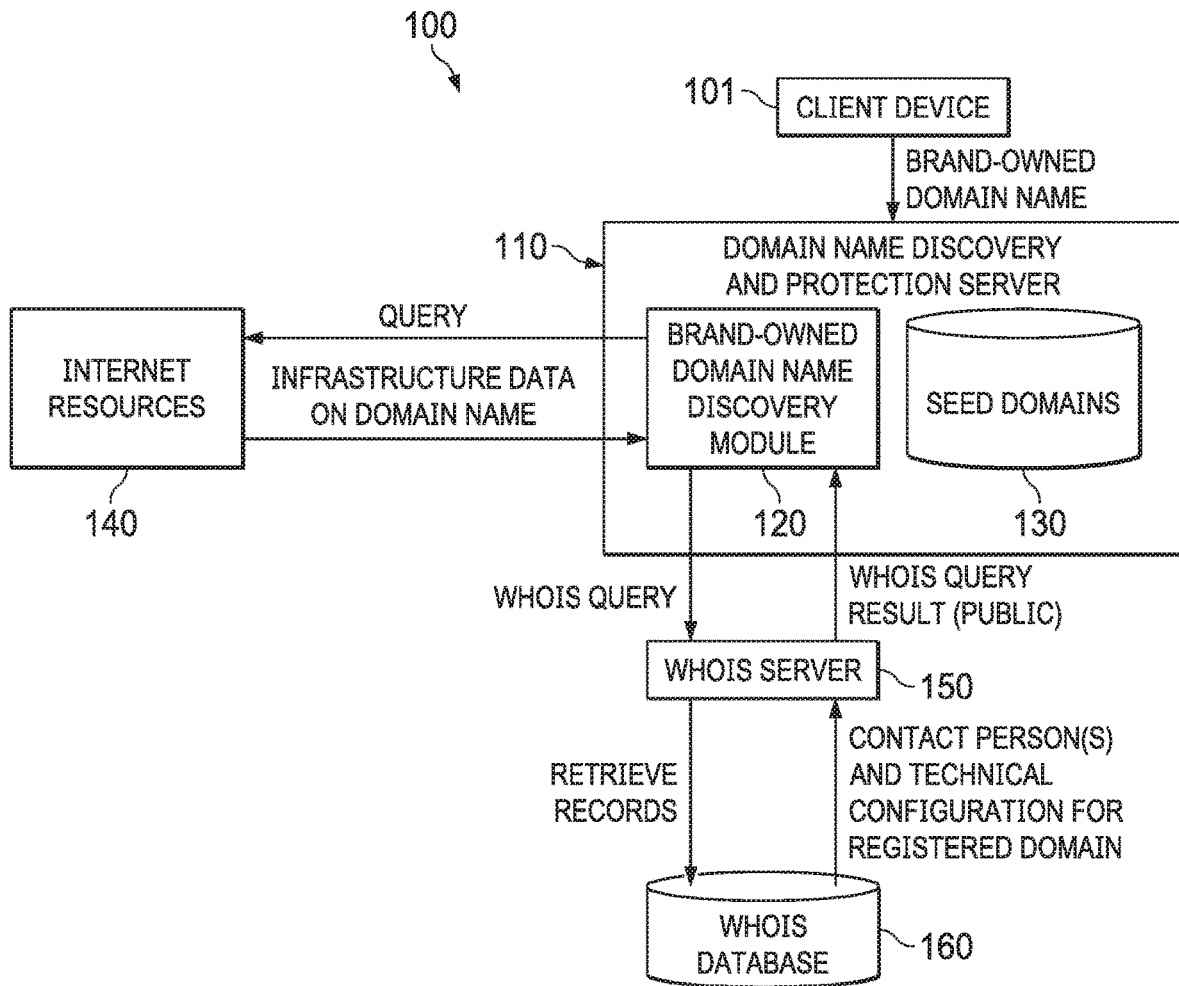 100
101
CLIENT DEVICE
BRAND-OWNED
DOMAIN NAME
110
DOMAIN NAME DISCOVERY
AND PROTECTION SERVER
QUERY
INTERNET
RESOURCES
INFRASTRUCTURE DATA
ON DOMAIN NAME
BRAND-OWNED
DOMAIN NAME
DISCOVERY
MODULE
SEED DOMAINS
140
120
130
WHOIS QUERY
WHOIS QUERY
RESULT (PUBLIC)
WHOIS SERVER
150
RETRIEVE
RECORDS
CONTACT PERSON(S)
AND TECHNICAL
CONFIGURATION FOR
REGISTERED DOMAIN
WHOIS
DATABASE
160